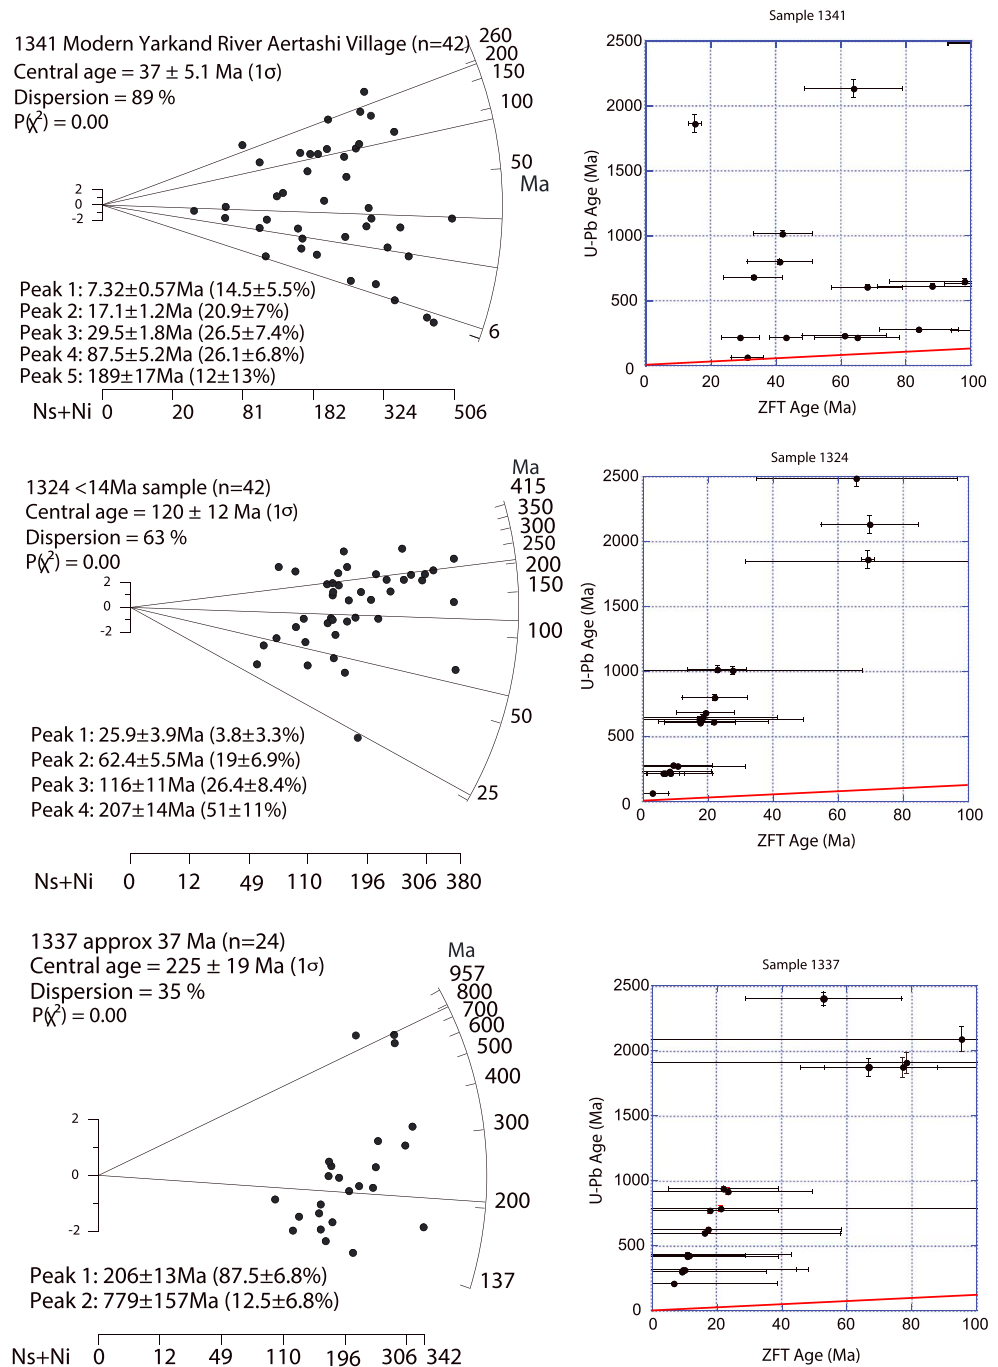 1341 Modern Yarkand River Aertashi Village (n=42)
Central age = 37 ± 5.1 Ma (1σ)
Dispersion = 89 %
P(χ²) = 0.00
260
200
150
100
50
Ma
6
2
0
-2
Peak 1: 7.32±0.57Ma (14.5±5.5%)
Peak 2: 17.1±1.2Ma (20.9±7%)
Peak 3: 29.5±1.8Ma (26.5±7.4%)
Peak 4: 87.5±5.2Ma (26.1±6.8%)
Peak 5: 189±17Ma (12±13%)
Ns+Ni 0 20 81 182 324 506
Sample 1341
2500
2000
1500
1000
500
0
U-Pb Age (Ma)
0 20 40 60 80 100
ZFT Age (Ma)
1324 <14Ma sample (n=42)
Central age = 120 ± 12 Ma (1σ)
Dispersion = 63 %
P(χ²) = 0.00
Ma
415
350
300
250
200
150
100
50
25
2
0
-2
Peak 1: 25.9±3.9Ma (3.8±3.3%)
Peak 2: 62.4±5.5Ma (19±6.9%)
Peak 3: 116±11Ma (26.4±8.4%)
Peak 4: 207±14Ma (51±11%)
Ns+Ni 0 12 49 110 196 306 380
Sample 1324
2500
2000
1500
1000
500
0
U-Pb Age (Ma)
0 20 40 60 80 100
ZFT Age (Ma)
1337 approx 37 Ma (n=24)
Central age = 225 ± 19 Ma (1σ)
Dispersion = 35 %
P(χ²) = 0.00
Ma
957
800
700
600
500
400
300
200
137
2
0
-2
Peak 1: 206±13Ma (87.5±6.8%)
Peak 2: 779±157Ma (12.5±6.8%)
Ns+Ni 0 12 49 110 196 306 342
Sample 1337
2500
2000
1500
1000
500
0
U-Pb Age (Ma)
0 20 40 60 80 100
ZFT Age (Ma)